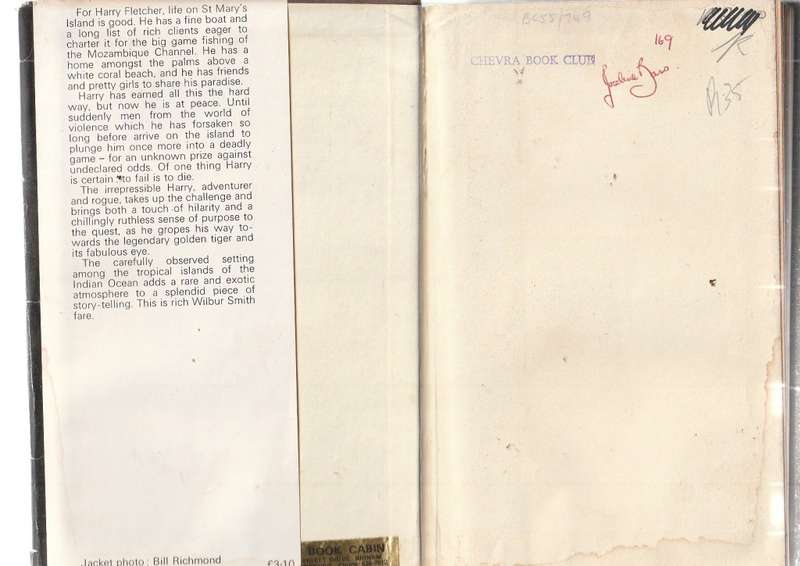 For Harry Fletcher, life on St Mary's
Island is good. He has a fine boat and
a long list of rich clients eager to
charter it for the big game fishing of
the Mozambique Channel. He has a
home amongst the palms above a
white coral beach, and he has friends
and pretty girls to share his paradise.
Harry has earned all this the hard
way, but now he is at peace. Until
suddenly men from the world of
violence which he has forsaken so
long before arrive on the island to
plunge him once more into a deadly
game – for an unknown prize against
undeclared odds. Of one thing Harry
is certain: to fail is to die.
The irrepressible Harry, adventurer
and rogue, takes up the challenge and
brings both a touch of hilarity and a
chillingly ruthless sense of purpose to
the quest, as he gropes his way to-
wards the legendary golden tiger and
its fabulous eye.
The carefully observed setting
among the tropical islands of the
Indian Ocean adds a rare and exotic
atmosphere to a splendid piece of
story-telling. This is rich Wilbur Smith
fare.
Jacket photo: Bill Richmond
£3·10
BOOK CABIN
CHEVRA BOOK CLUB
169
R35